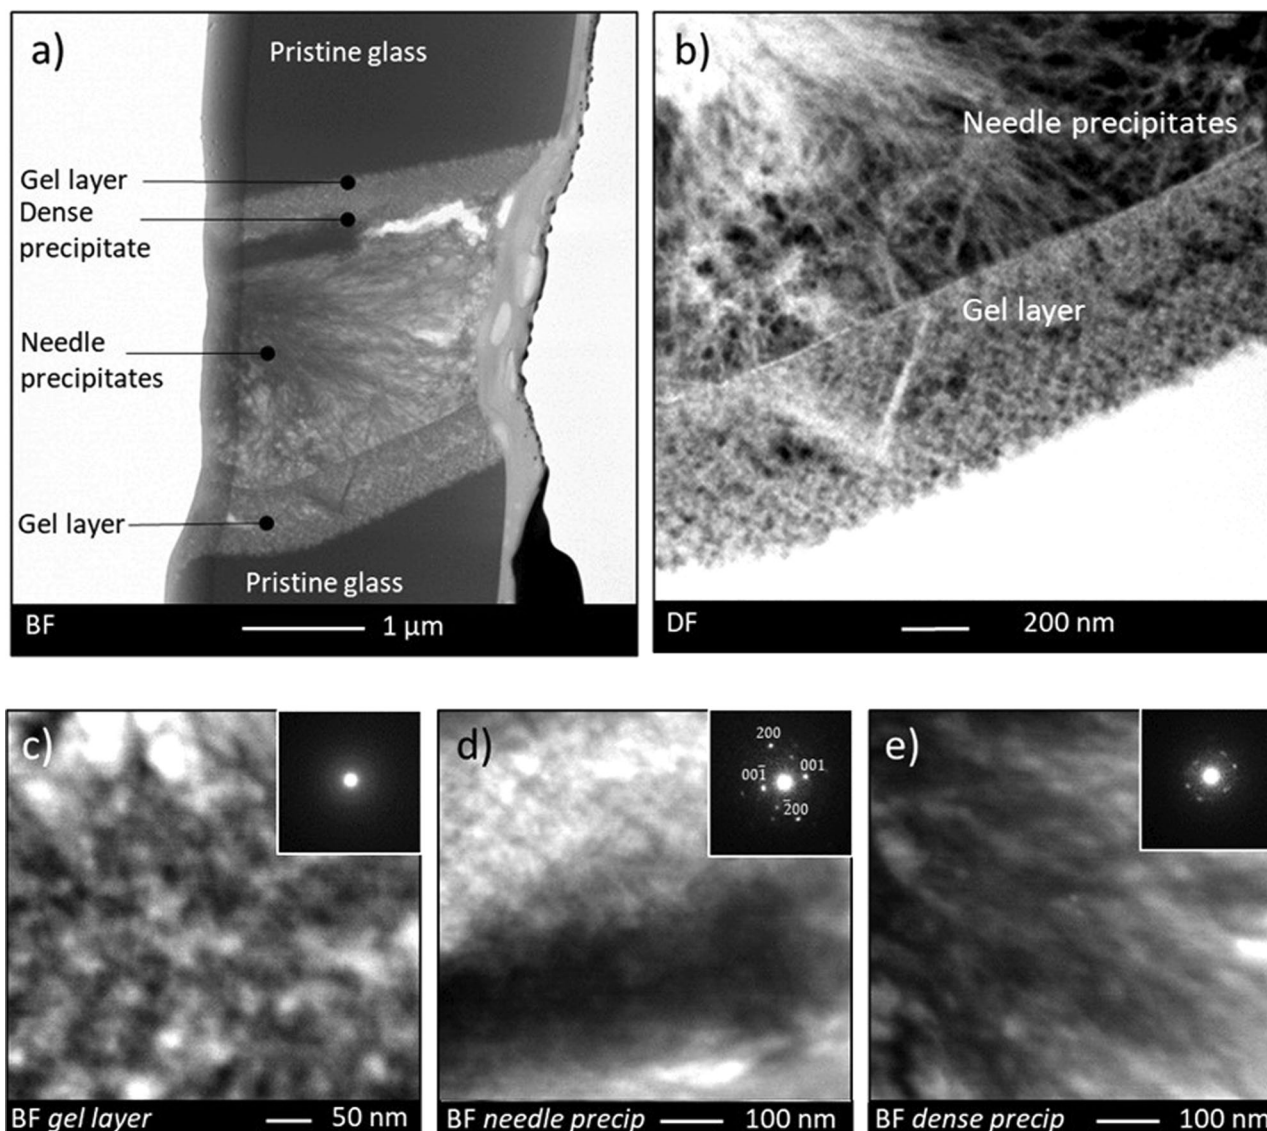 a)
Pristine glass
Gel layer
Dense
precipitate
Needle
precipitates
Gel layer
Pristine glass
BF
1 μm
b)
Needle precipitates
Gel layer
DF
200 nm
c)
BF gel layer
50 nm
d)
200
001̅
001
2̅00
BF needle precip
100 nm
e)
BF dense precip
100 nm